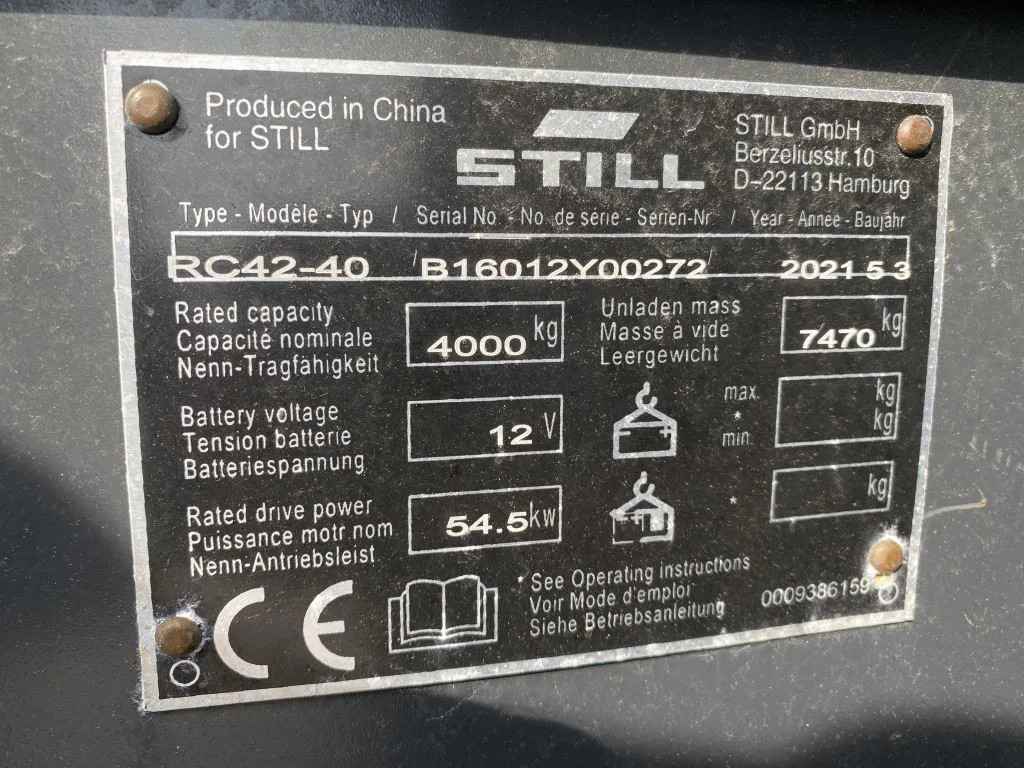 Produced in China
for STILL
STILL
STILL GmbH
Berzeliusstr.10
D-22113 Hamburg
Type - Modèle - Typ / Serial No. - No. de série - Serien-Nr / Year - Année - Baujahr
RC42-40 / B16012Y00272 / 2021 5 3
Rated capacity
Capacité nominale
Nenn-Tragfähigkeit
4000 kg
Unladen mass
Masse à vide
Leergewicht
7470 kg
Battery voltage
Tension batterie
Batteriespannung
12 V
max. kg
* kg
min.
Rated drive power
Puissance motr nom
Nenn-Antriebsleist
54.5 kw
* kg
CE
* See Operating instructions
Voir Mode d'emploi
Siehe Betriebsanleitung
0009386159